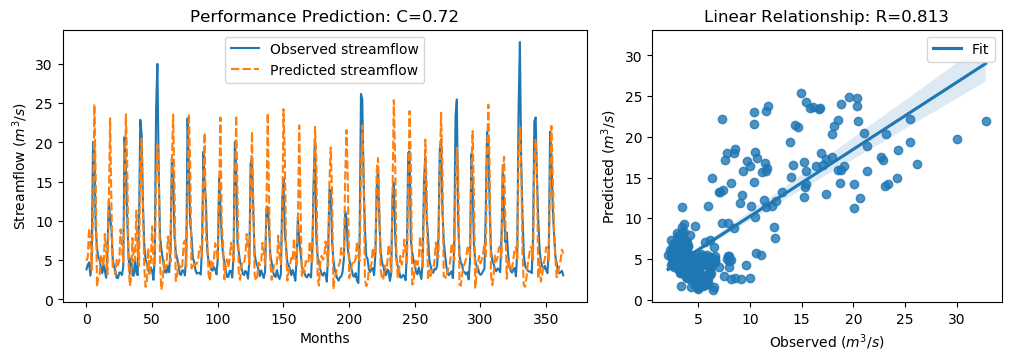 Performance Prediction: C=0.72
Observed streamflow
Predicted streamflow
Streamflow (m³/s)
30
25
20
15
10
5
0
0 50 100 150 200 250 300 350
Months
Linear Relationship: R=0.813
Fit
Predicted (m³/s)
30
25
20
15
10
5
0
5 10 15 20 25 30
Observed (m³/s)